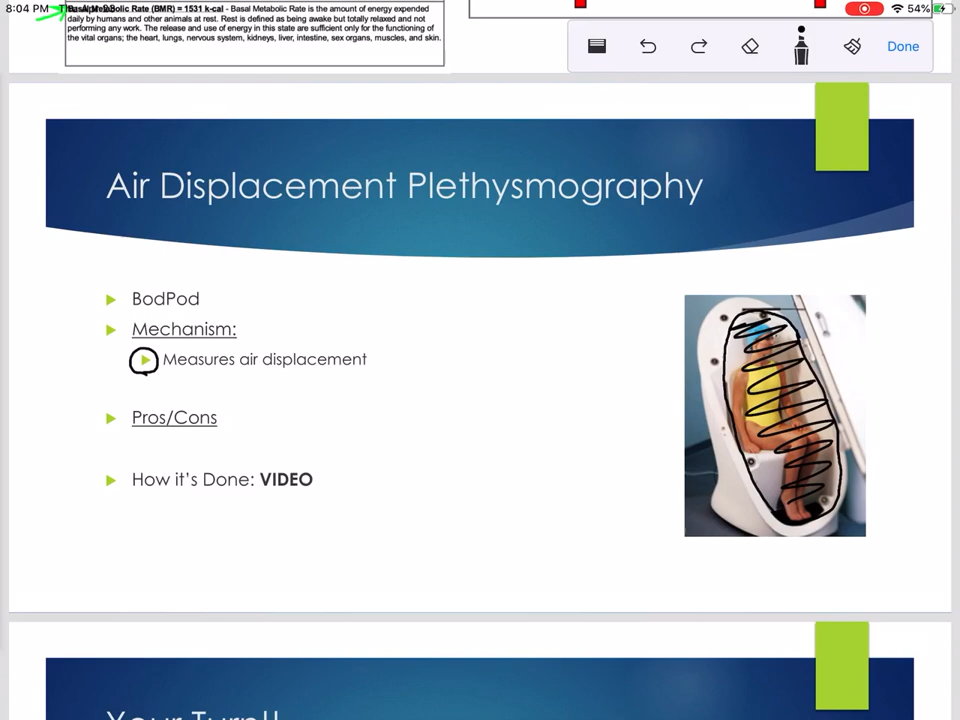 8:04 PM
54%
Basal Metabolic Rate (BMR) = 1531 k-cal - Basal Metabolic Rate is the amount of energy expended
daily by humans and other animals at rest. Rest is defined as being awake but totally relaxed and not
performing any work. The release and use of energy in this state are sufficient only for the functioning of
the vital organs; the heart, lungs, nervous system, kidneys, liver, intestine, sex organs, muscles, and skin.
Done
Air Displacement Plethysmography
BodPod
Mechanism:
Measures air displacement
Pros/Cons
How it's Done: VIDEO
Your Turn!!